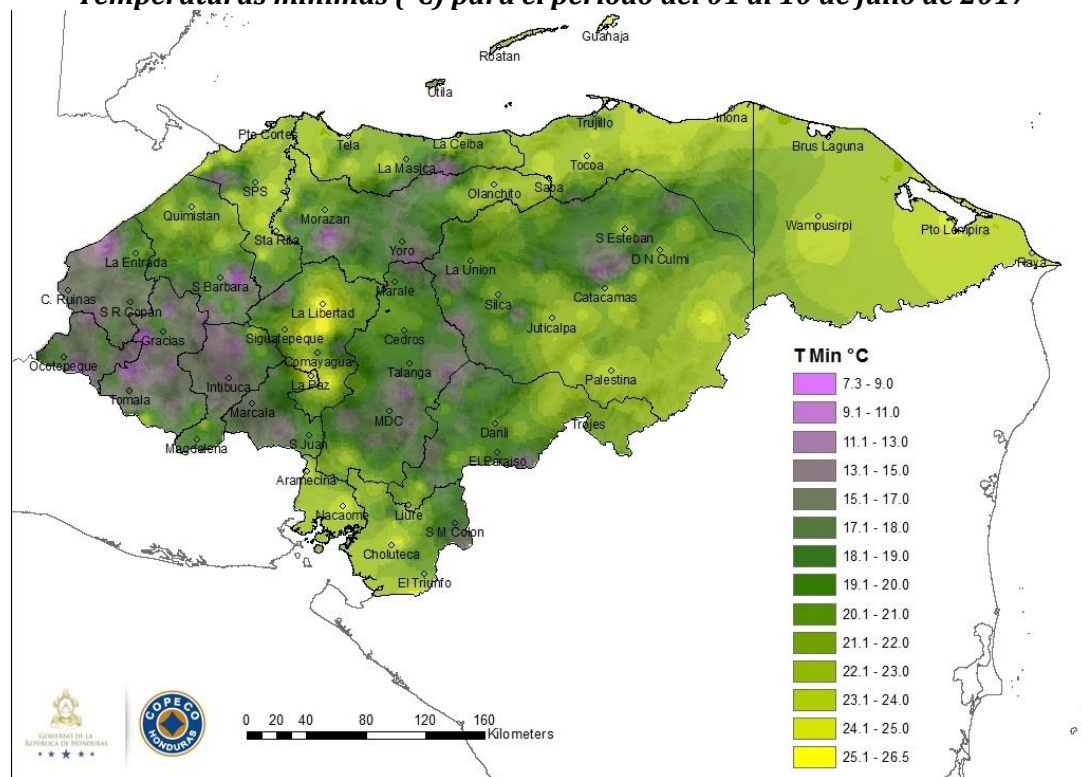 Temperaturas mínimas (°C) para el periodo del 01 al 10 de julio de 2017
Guanaja
Roatan
Utila
Trujillo
Iriona
Pto Cortes
Tela
La Ceiba
Brus Laguna
La Masica
Tocoa
SPS
Olanchito
Saba
Quimistan
Morazan
Wampusirpi
Sta Rita
S Esteban
Pto Lempira
Yoro
La Entrada
La Union
D N Culmi
Raya
S Barbara
Marale
C. Ruinas
Silca
Catacamas
S R Copan
La Libertad
Juticalpa
Gracias
Siguatepeque
Cedros
Ocotepeque
Comayagua
Talanga
Palestina
Intibuca
La Paz
Tomala
Marcala
MDC
Trojes
Danli
S Juan
Magdalena
El Paraiso
Aramecina
Nacaome
Liure
S M Colon
Choluteca
El Triunfo
T Min °C
7.3 - 9.0
9.1 - 11.0
11.1 - 13.0
13.1 - 15.0
15.1 - 17.0
17.1 - 18.0
18.1 - 19.0
19.1 - 20.0
20.1 - 21.0
21.1 - 22.0
22.1 - 23.0
23.1 - 24.0
24.1 - 25.0
25.1 - 26.5
GOBIERNO DE LA
REPÚBLICA DE HONDURAS
COPECO
HONDURAS
0 20 40 80 120 160
Kilometers